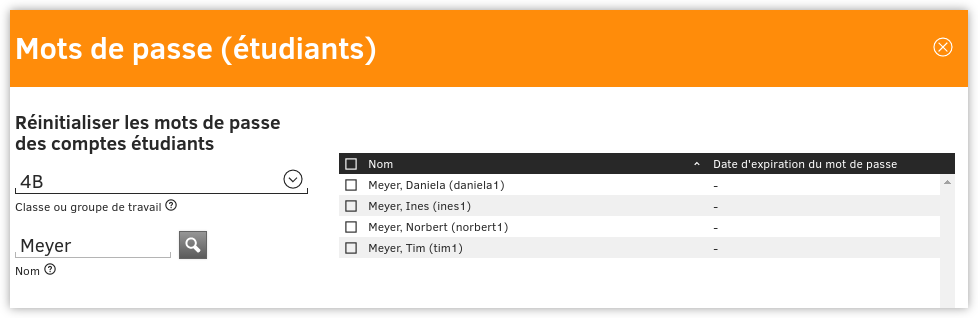 Mots de passe (étudiants)
Réinitialiser les mots de passe
des comptes étudiants
4B
Classe ou groupe de travail ?
Meyer
Nom ?
Nom Date d'expiration du mot de passe
Meyer, Daniela (daniela1) -
Meyer, Ines (ines1) -
Meyer, Norbert (norbert1) -
Meyer, Tim (tim1) -